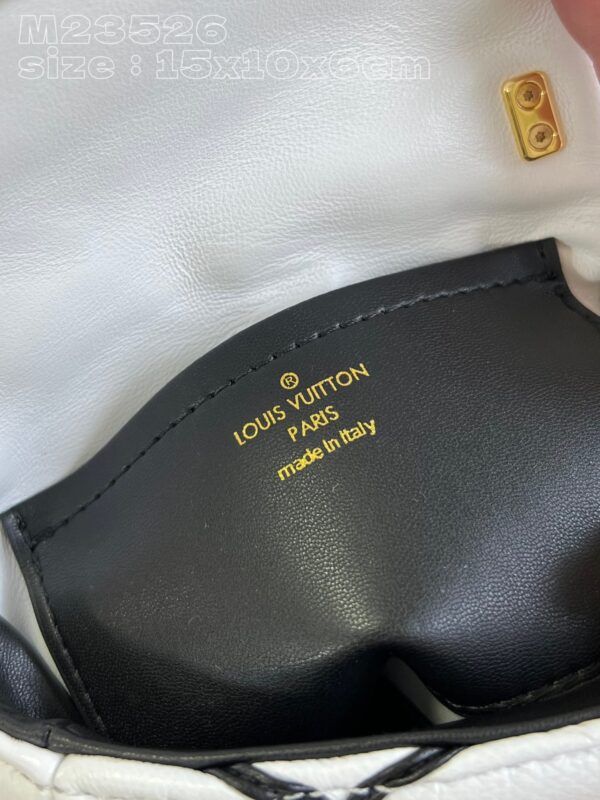 M23526
size : 15x10x6cm
®
LOUIS VUITTON
PARIS
made in Italy